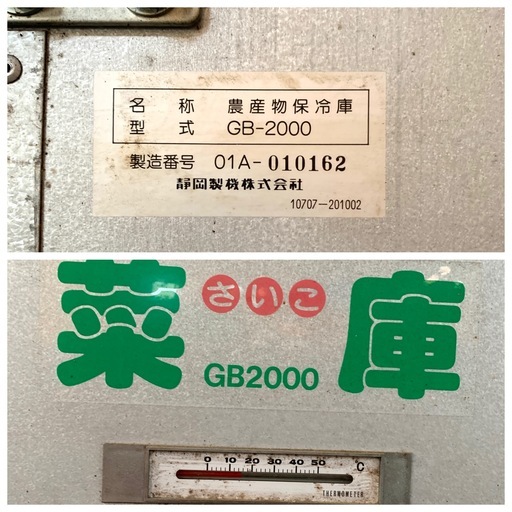 名称 農産物保冷庫
型式 GB-2000
製造番号 01A-010162
靜岡製機株式会社
10707-201002
菜 さいこ 庫
GB2000
0 10 20 30 40 50 °C
THERMOMETER